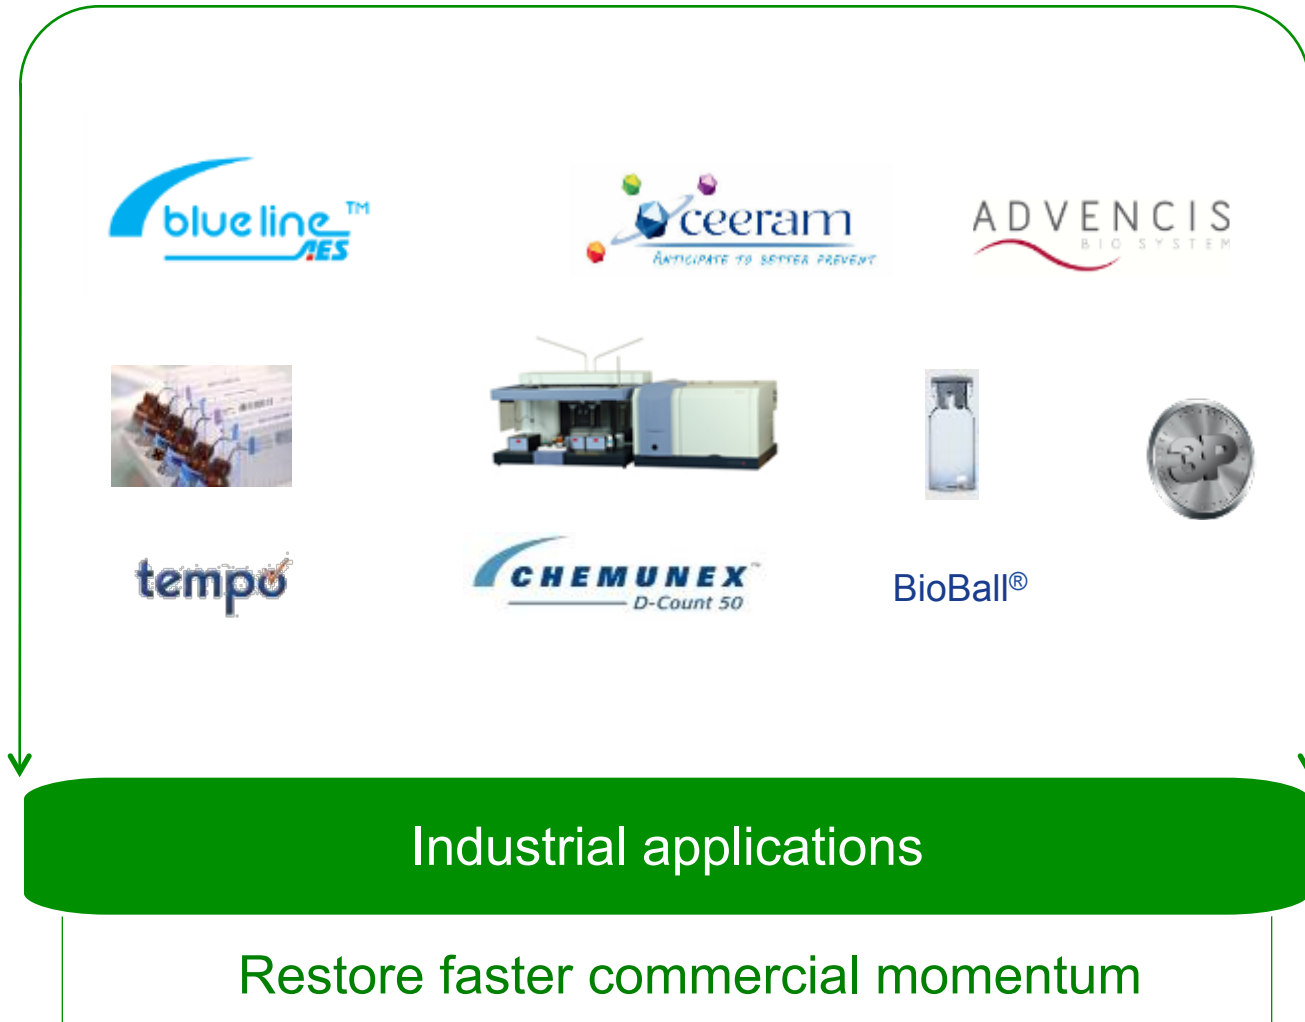 blue line™
AES
ceeram
ANTICIPATE TO BETTER PREVENT
ADVENCIS
BIO SYSTEM
3P
tempo
CHEMUNEX™
D-Count 50
BioBall®
Industrial applications
Restore faster commercial momentum